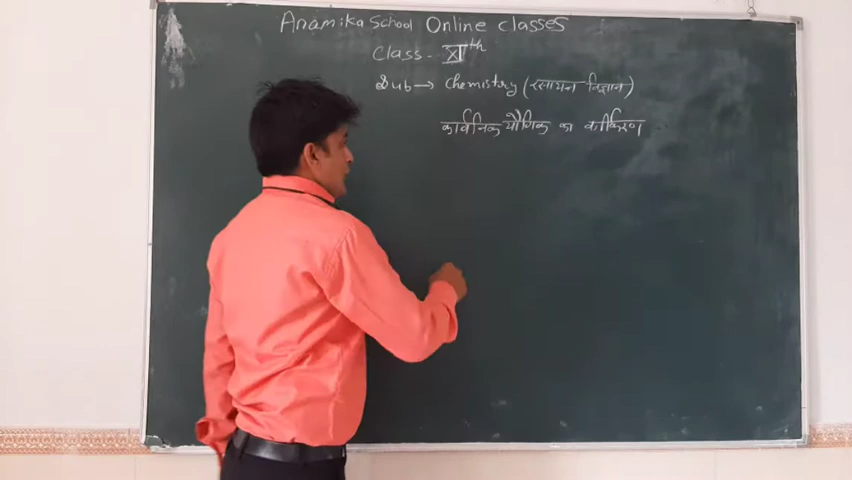 Anamika School Online classes
Class - XIth
Sub → Chemistry (रसायन विज्ञान)
कार्बनिक यौगिक का वर्गीकरण